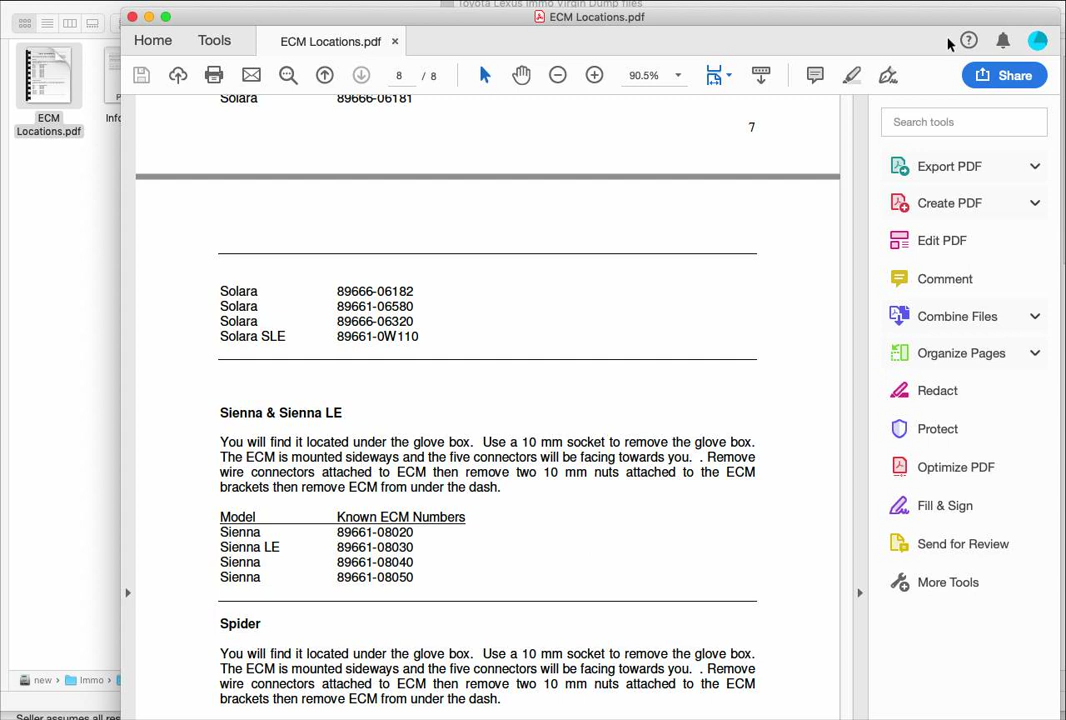 Toyota Lexus Immo Virgin Dump files
ECM Locations.pdf
Home Tools ECM Locations.pdf ×
8 / 8 90.5% Share
ECM
Locations.pdf
Solara 89666-06181
7
Solara 89666-06182
Solara 89661-06580
Solara 89666-06320
Solara SLE 89661-0W110
Sienna & Sienna LE
You will find it located under the glove box. Use a 10 mm socket to remove the glove box.
The ECM is mounted sideways and the five connectors will be facing towards you. . Remove
wire connectors attached to ECM then remove two 10 mm nuts attached to the ECM
brackets then remove ECM from under the dash.
Model Known ECM Numbers
Sienna 89661-08020
Sienna LE 89661-08030
Sienna 89661-08040
Sienna 89661-08050
Spider
You will find it located under the glove box. Use a 10 mm socket to remove the glove box.
The ECM is mounted sideways and the five connectors will be facing towards you. . Remove
wire connectors attached to ECM then remove two 10 mm nuts attached to the ECM
brackets then remove ECM from under the dash.
Search tools
Export PDF
Create PDF
Edit PDF
Comment
Combine Files
Organize Pages
Redact
Protect
Optimize PDF
Fill & Sign
Send for Review
More Tools
new › Immo ›
Seller assumes all